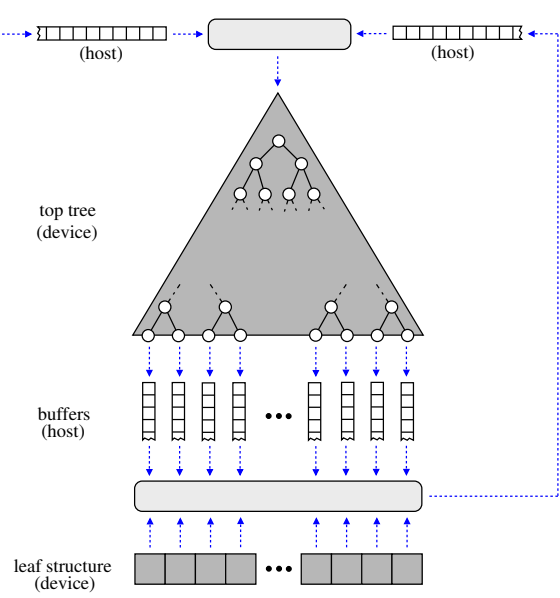 (host)
(host)
top tree
(device)
buffers
(host)
leaf structure
(device)